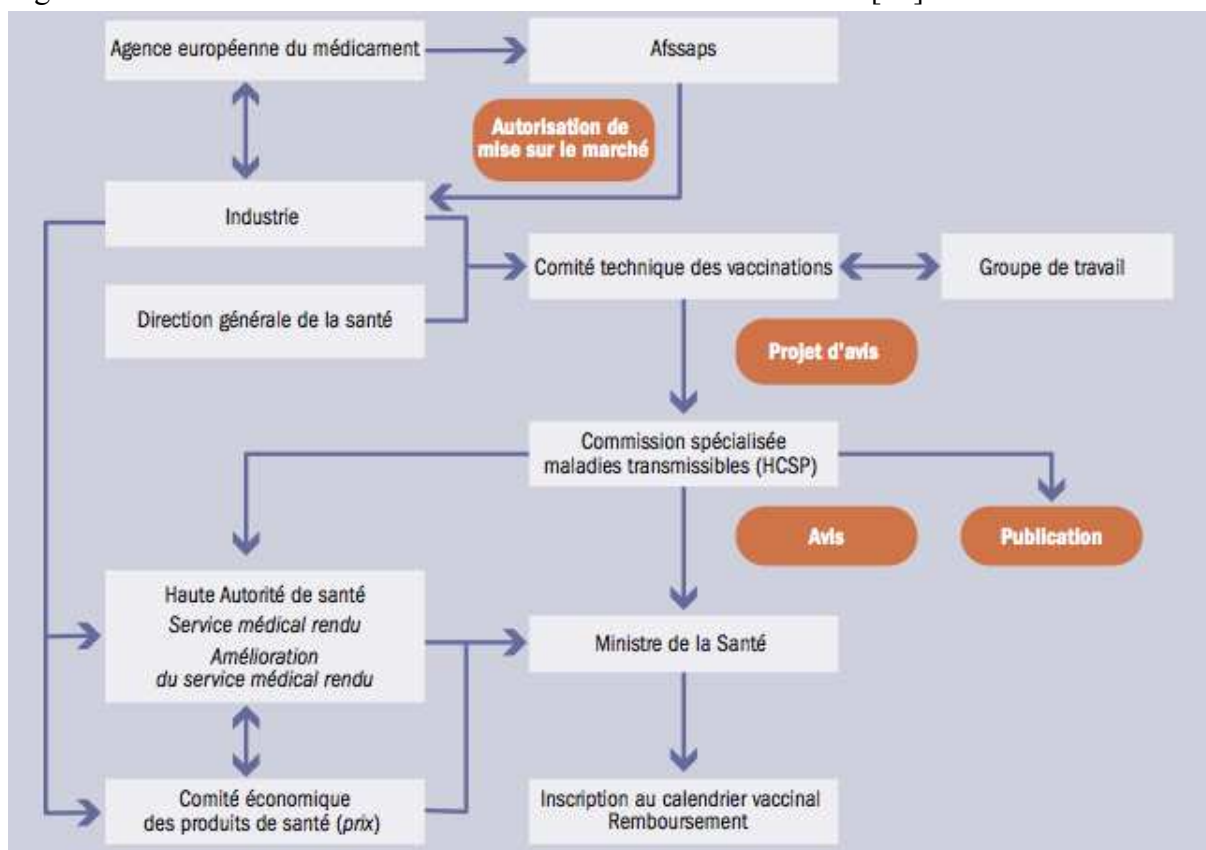 Agence européenne du médicament
Afssaps
Autorisation de
mise sur le marché
Industrie
Comité technique des vaccinations
Groupe de travail
Direction générale de la santé
Projet d'avis
Commission spécialisée
maladies transmissibles (HCSP)
Avis
Publication
Haute Autorité de santé
Service médical rendu
Amélioration
du service médical rendu
Ministre de la Santé
Comité économique
des produits de santé (prix)
Inscription au calendrier vaccinal
Remboursement